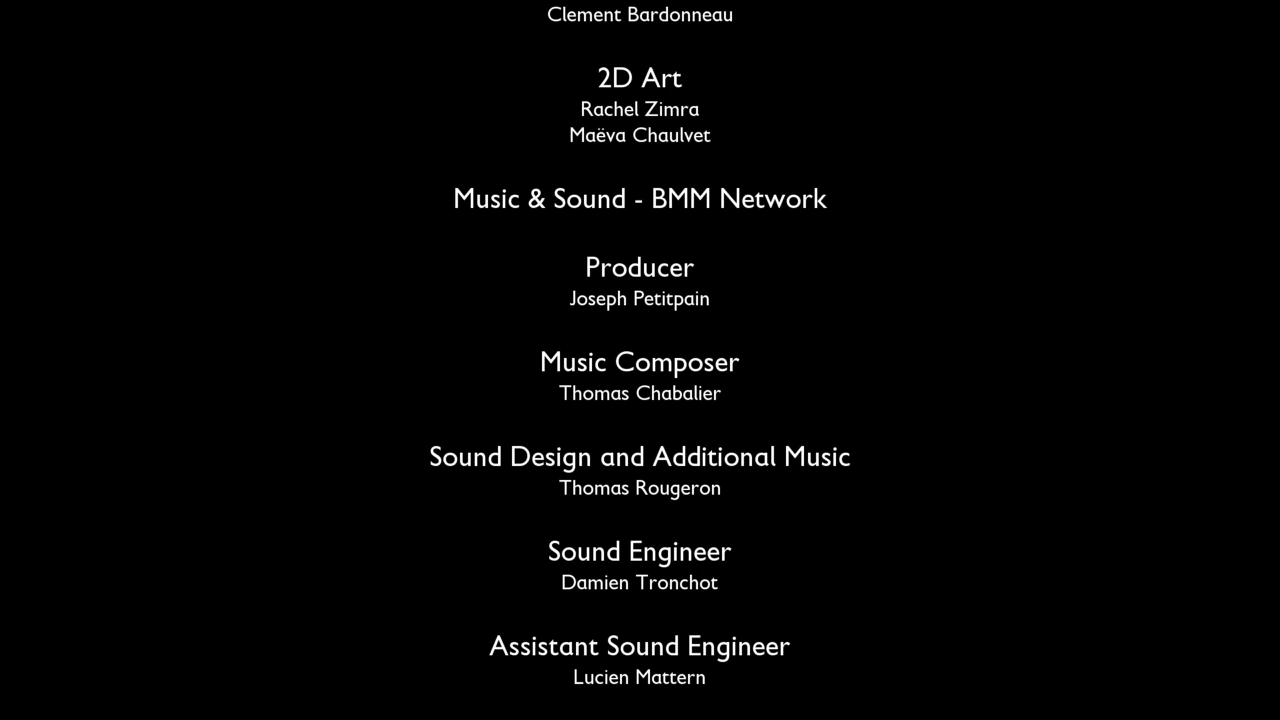 Clement Bardonneau
2D Art
Rachel Zimra
Maëva Chaulvet
Music & Sound - BMM Network
Producer
Joseph Petitpain
Music Composer
Thomas Chabalier
Sound Design and Additional Music
Thomas Rougeron
Sound Engineer
Damien Tronchot
Assistant Sound Engineer
Lucien Mattern